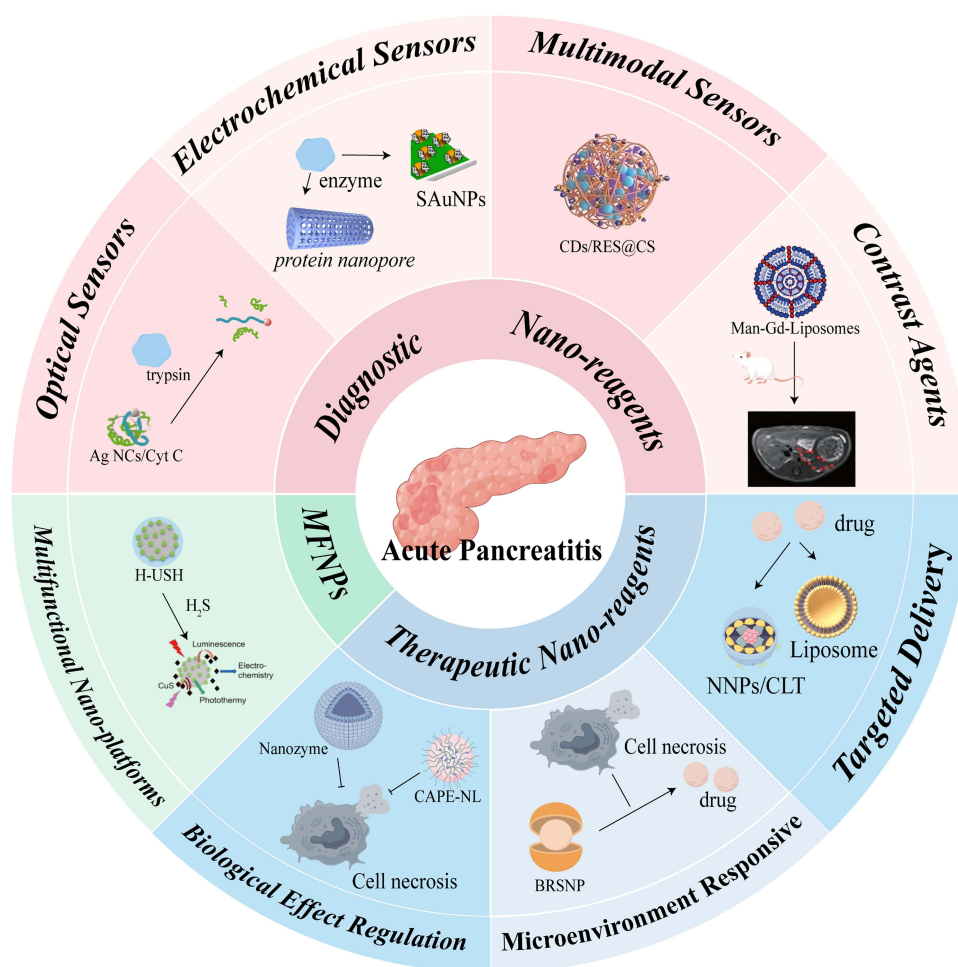 Electrochemical Sensors
enzyme
SAuNPs
protein nanopore
Multimodal Sensors
CDs/RES@CS
Contrast Agents
Man-Gd-Liposomes
Optical Sensors
trypsin
Ag NCs/Cyt C
Diagnostic
Nano-reagents
Acute Pancreatitis
MFNPs
Therapeutic Nano-reagents
Multifunctional Nano-platforms
H-USH
H₂S
Luminescence
Electro-
chemistry
CuS
Photothermy
Targeted Delivery
drug
Liposome
NNPs/CLT
Biological Effect Regulation
Nanozyme
CAPE-NL
Cell necrosis
Microenvironment Responsive
Cell necrosis
drug
BRSNP